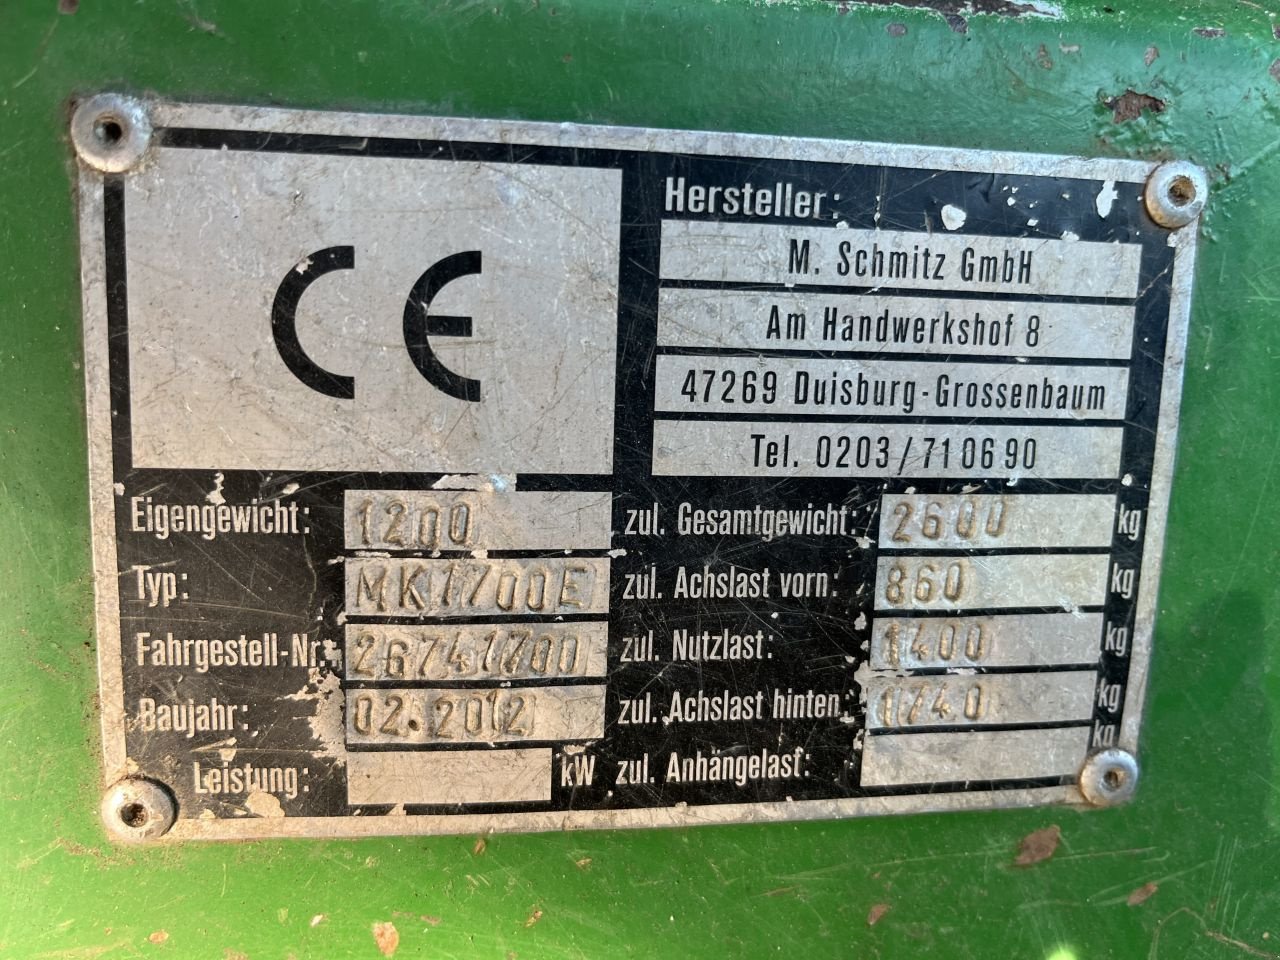 CE
Hersteller:
M. Schmitz GmbH
Am Handwerkshof 8
47269 Duisburg-Grossenbaum
Tel. 0203/710690
Eigengewicht: 1200 zul. Gesamtgewicht: 2600 kg
Typ: MK1700E zul. Achslast vorn: 860 kg
Fahrgestell-Nr.: 26741700 zul. Nutzlast: 1400 kg
Baujahr: 02.2012 zul. Achslast hinten: 1740 kg
Leistung: kW zul. Anhängelast: kg